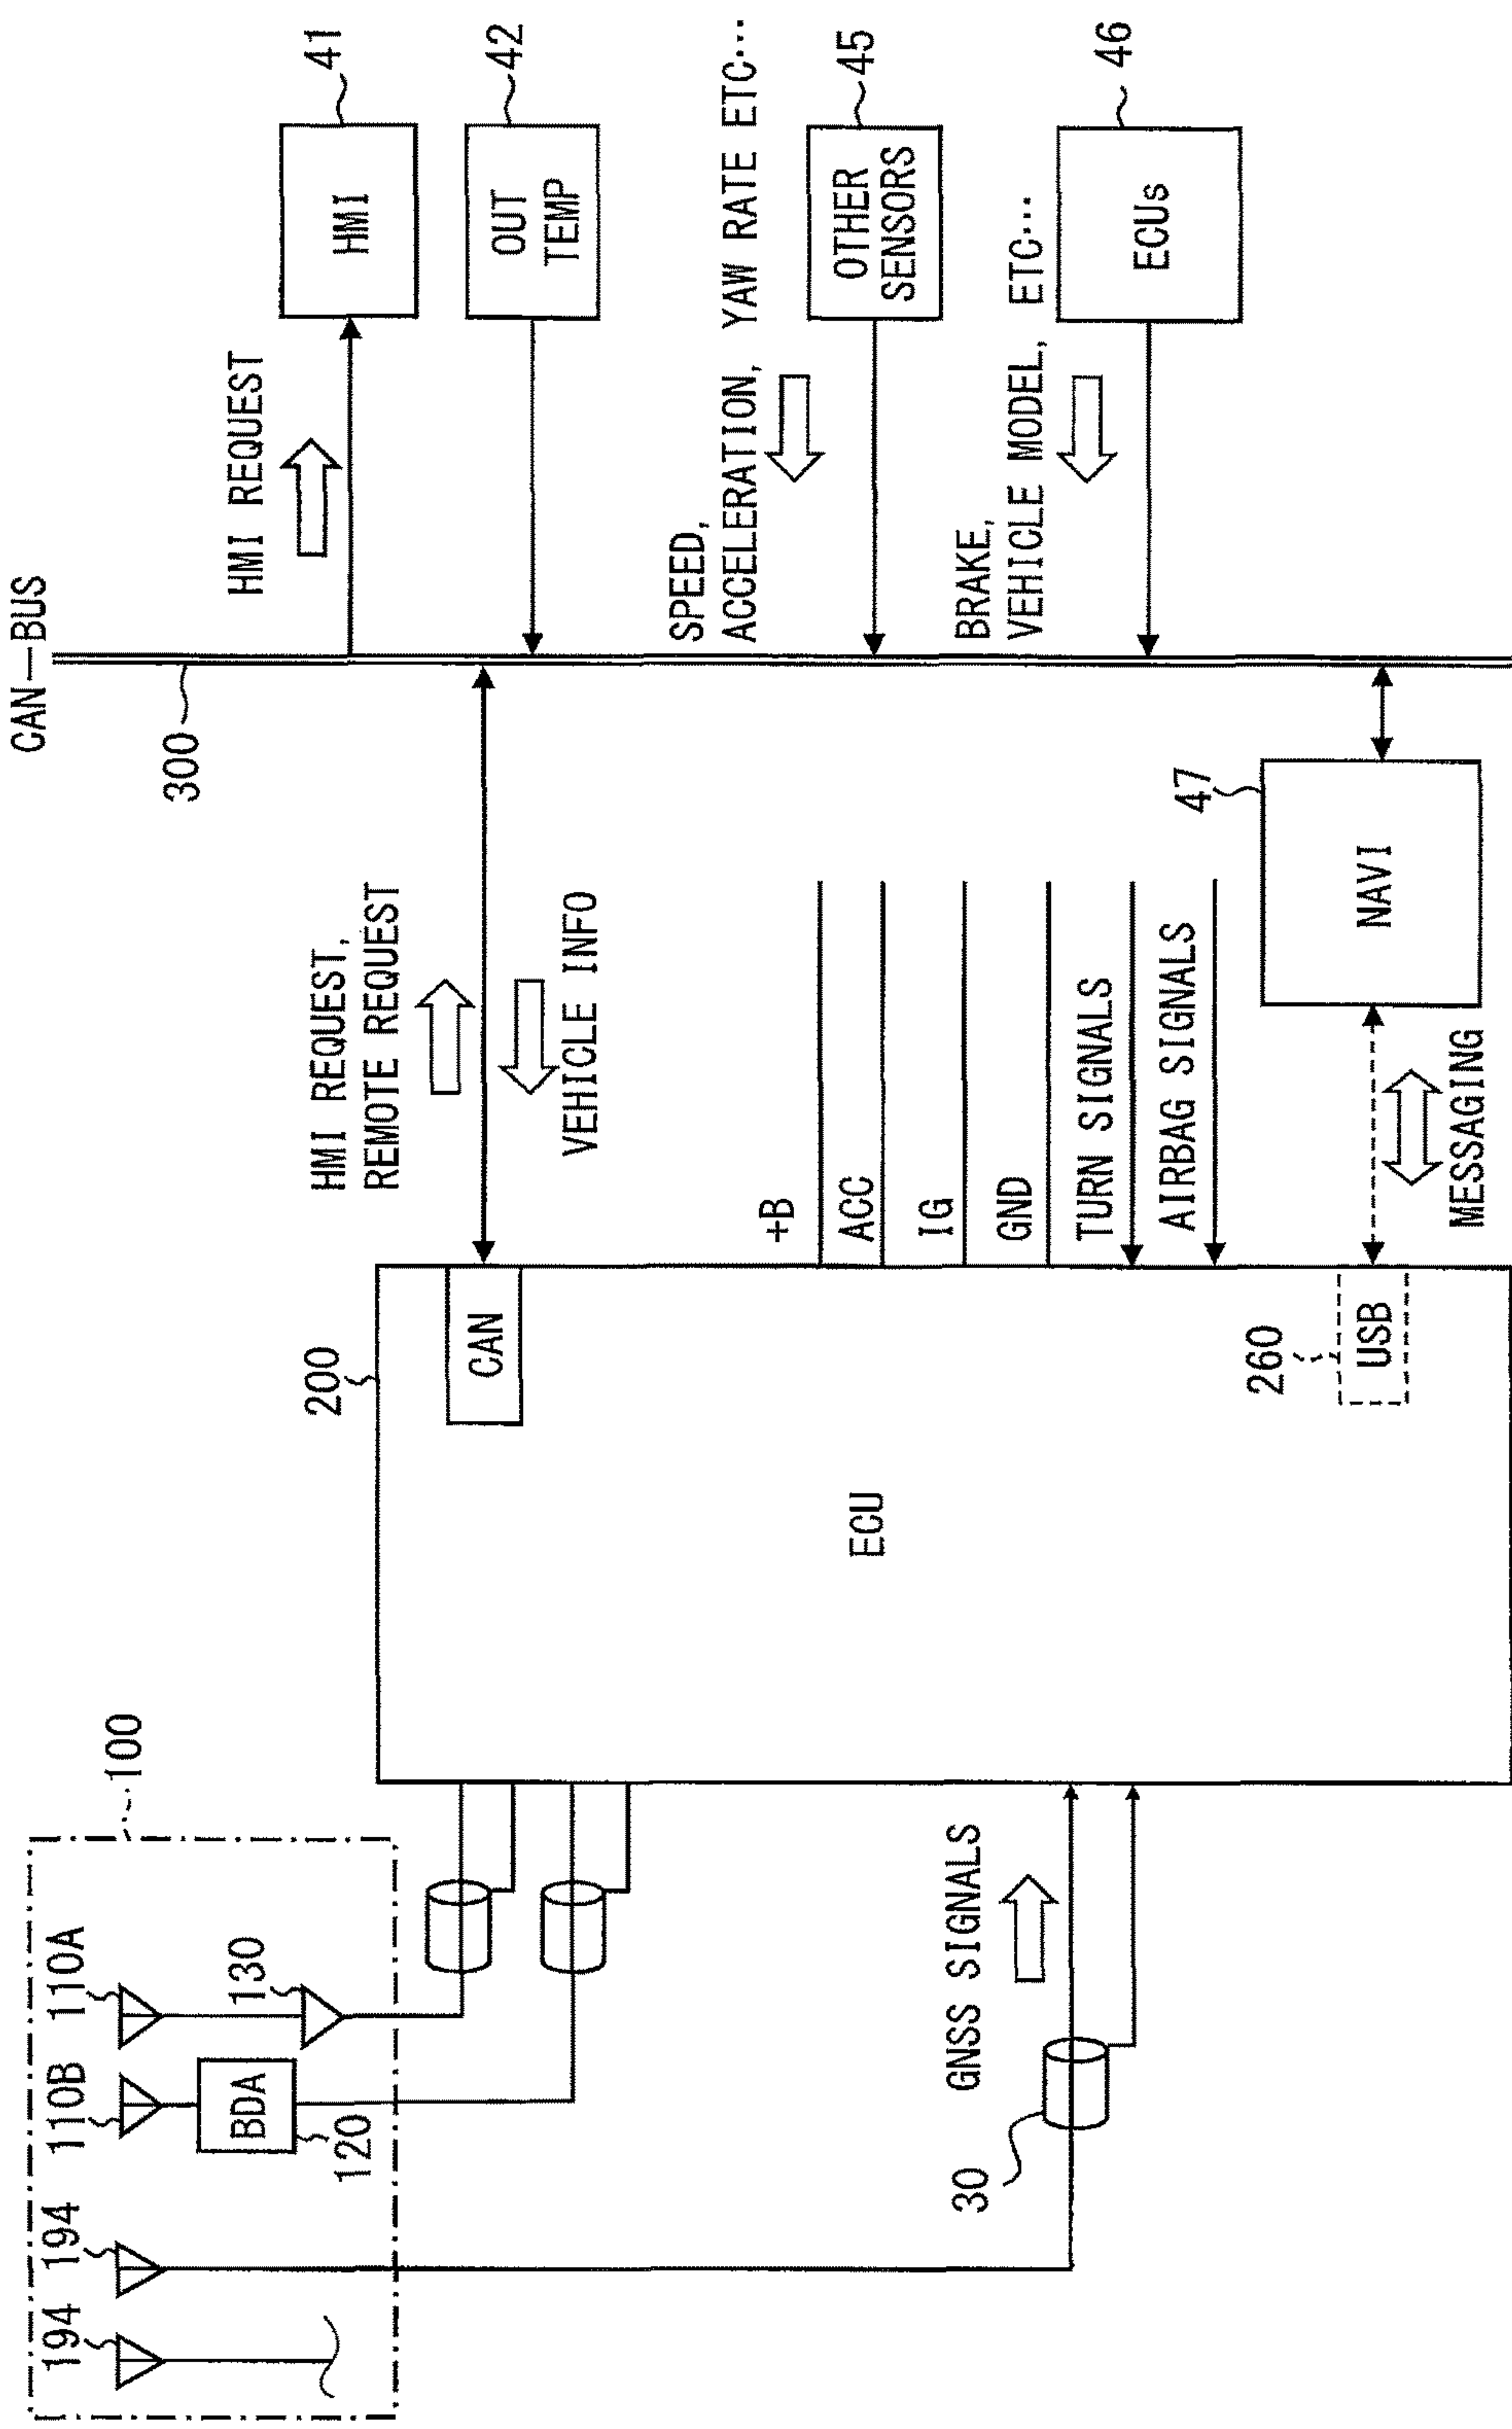 100
194
194
110B
110A
BDA
120
130
30
GNSS SIGNALS
200
CAN
ECU
260
USB
HMI REQUEST,
REMOTE REQUEST
VEHICLE INFO
+B
ACC
IG
GND
TURN SIGNALS
AIRBAG SIGNALS
MESSAGING
47
NAVI
CAN—BUS
300
HMI REQUEST
HMI
41
OUT
TEMP
42
SPEED,
ACCELERATION, YAW RATE ETC…
OTHER
SENSORS
45
BRAKE,
VEHICLE MODEL, ETC…
ECUs
46